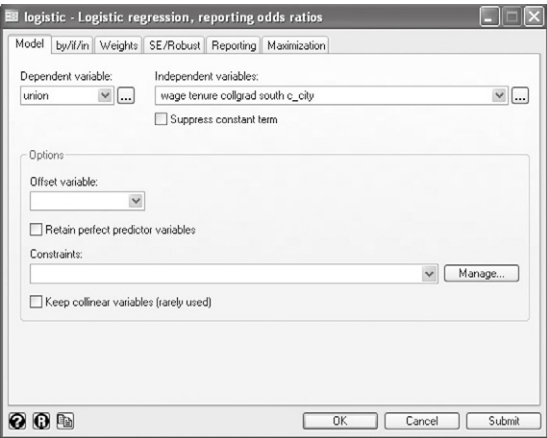 logistic - Logistic regression, reporting odds ratios
Model by/if/in Weights SE/Robust Reporting Maximization
Dependent variable: Independent variables:
union ... wage tenure collgrad south c_city ...
Suppress constant term
Options
Offset variable:
Retain perfect predictor variables
Constraints:
Manage...
Keep collinear variables (rarely used)
? R OK Cancel Submit